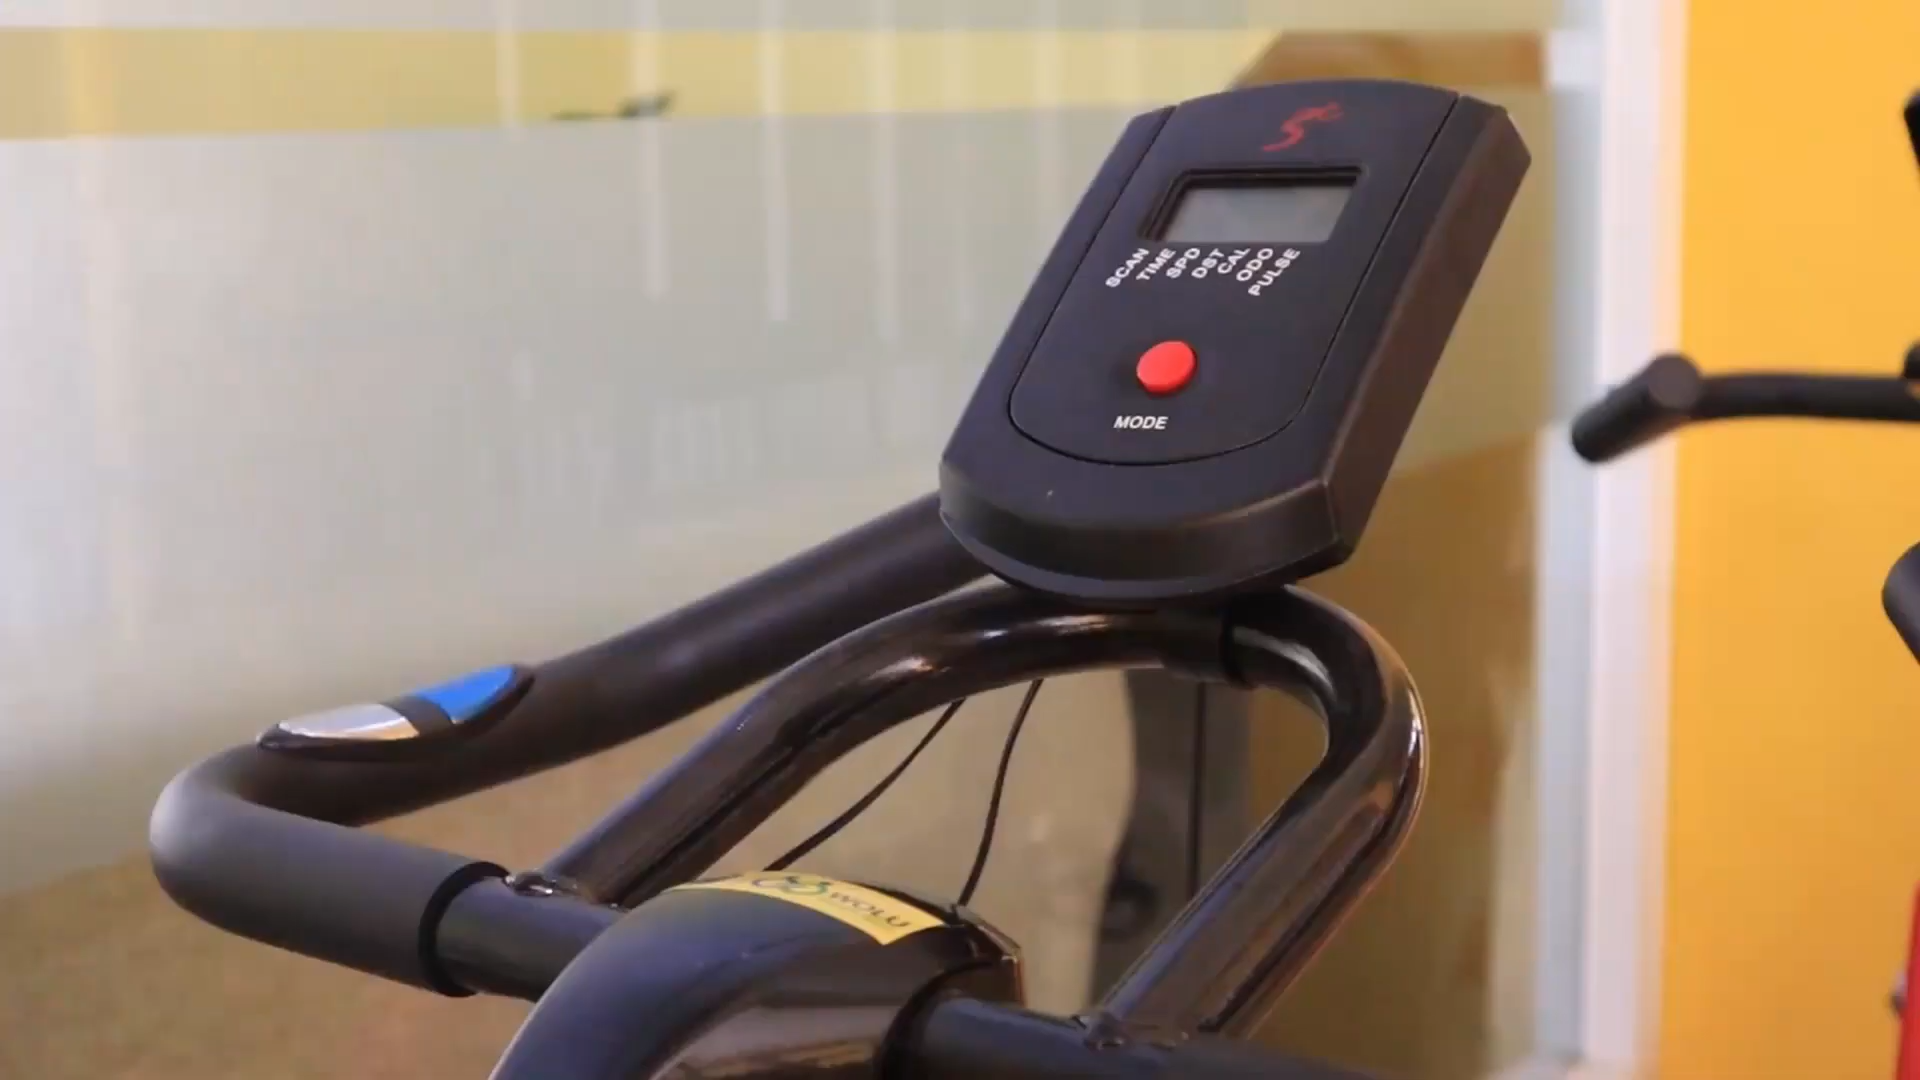 SCAN
TIME
SPD
DST
CAL
ODO
PULSE
MODE